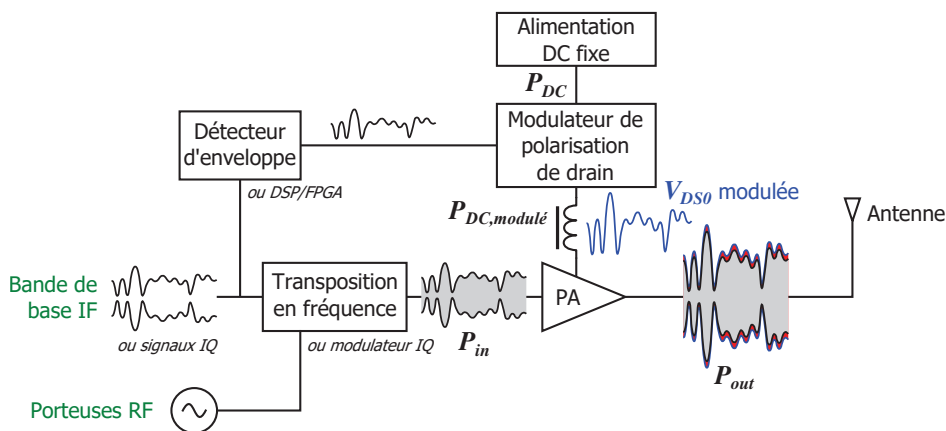 Alimentation
DC fixe
P_DC
Détecteur
d'enveloppe
Modulateur de
polarisation
de drain
ou DSP/FPGA
V_DS0 modulée
P_DC,modulé
Antenne
Bande de
base IF
Transposition
en fréquence
PA
ou signaux IQ
ou modulateur IQ
P_in
P_out
Porteuses RF